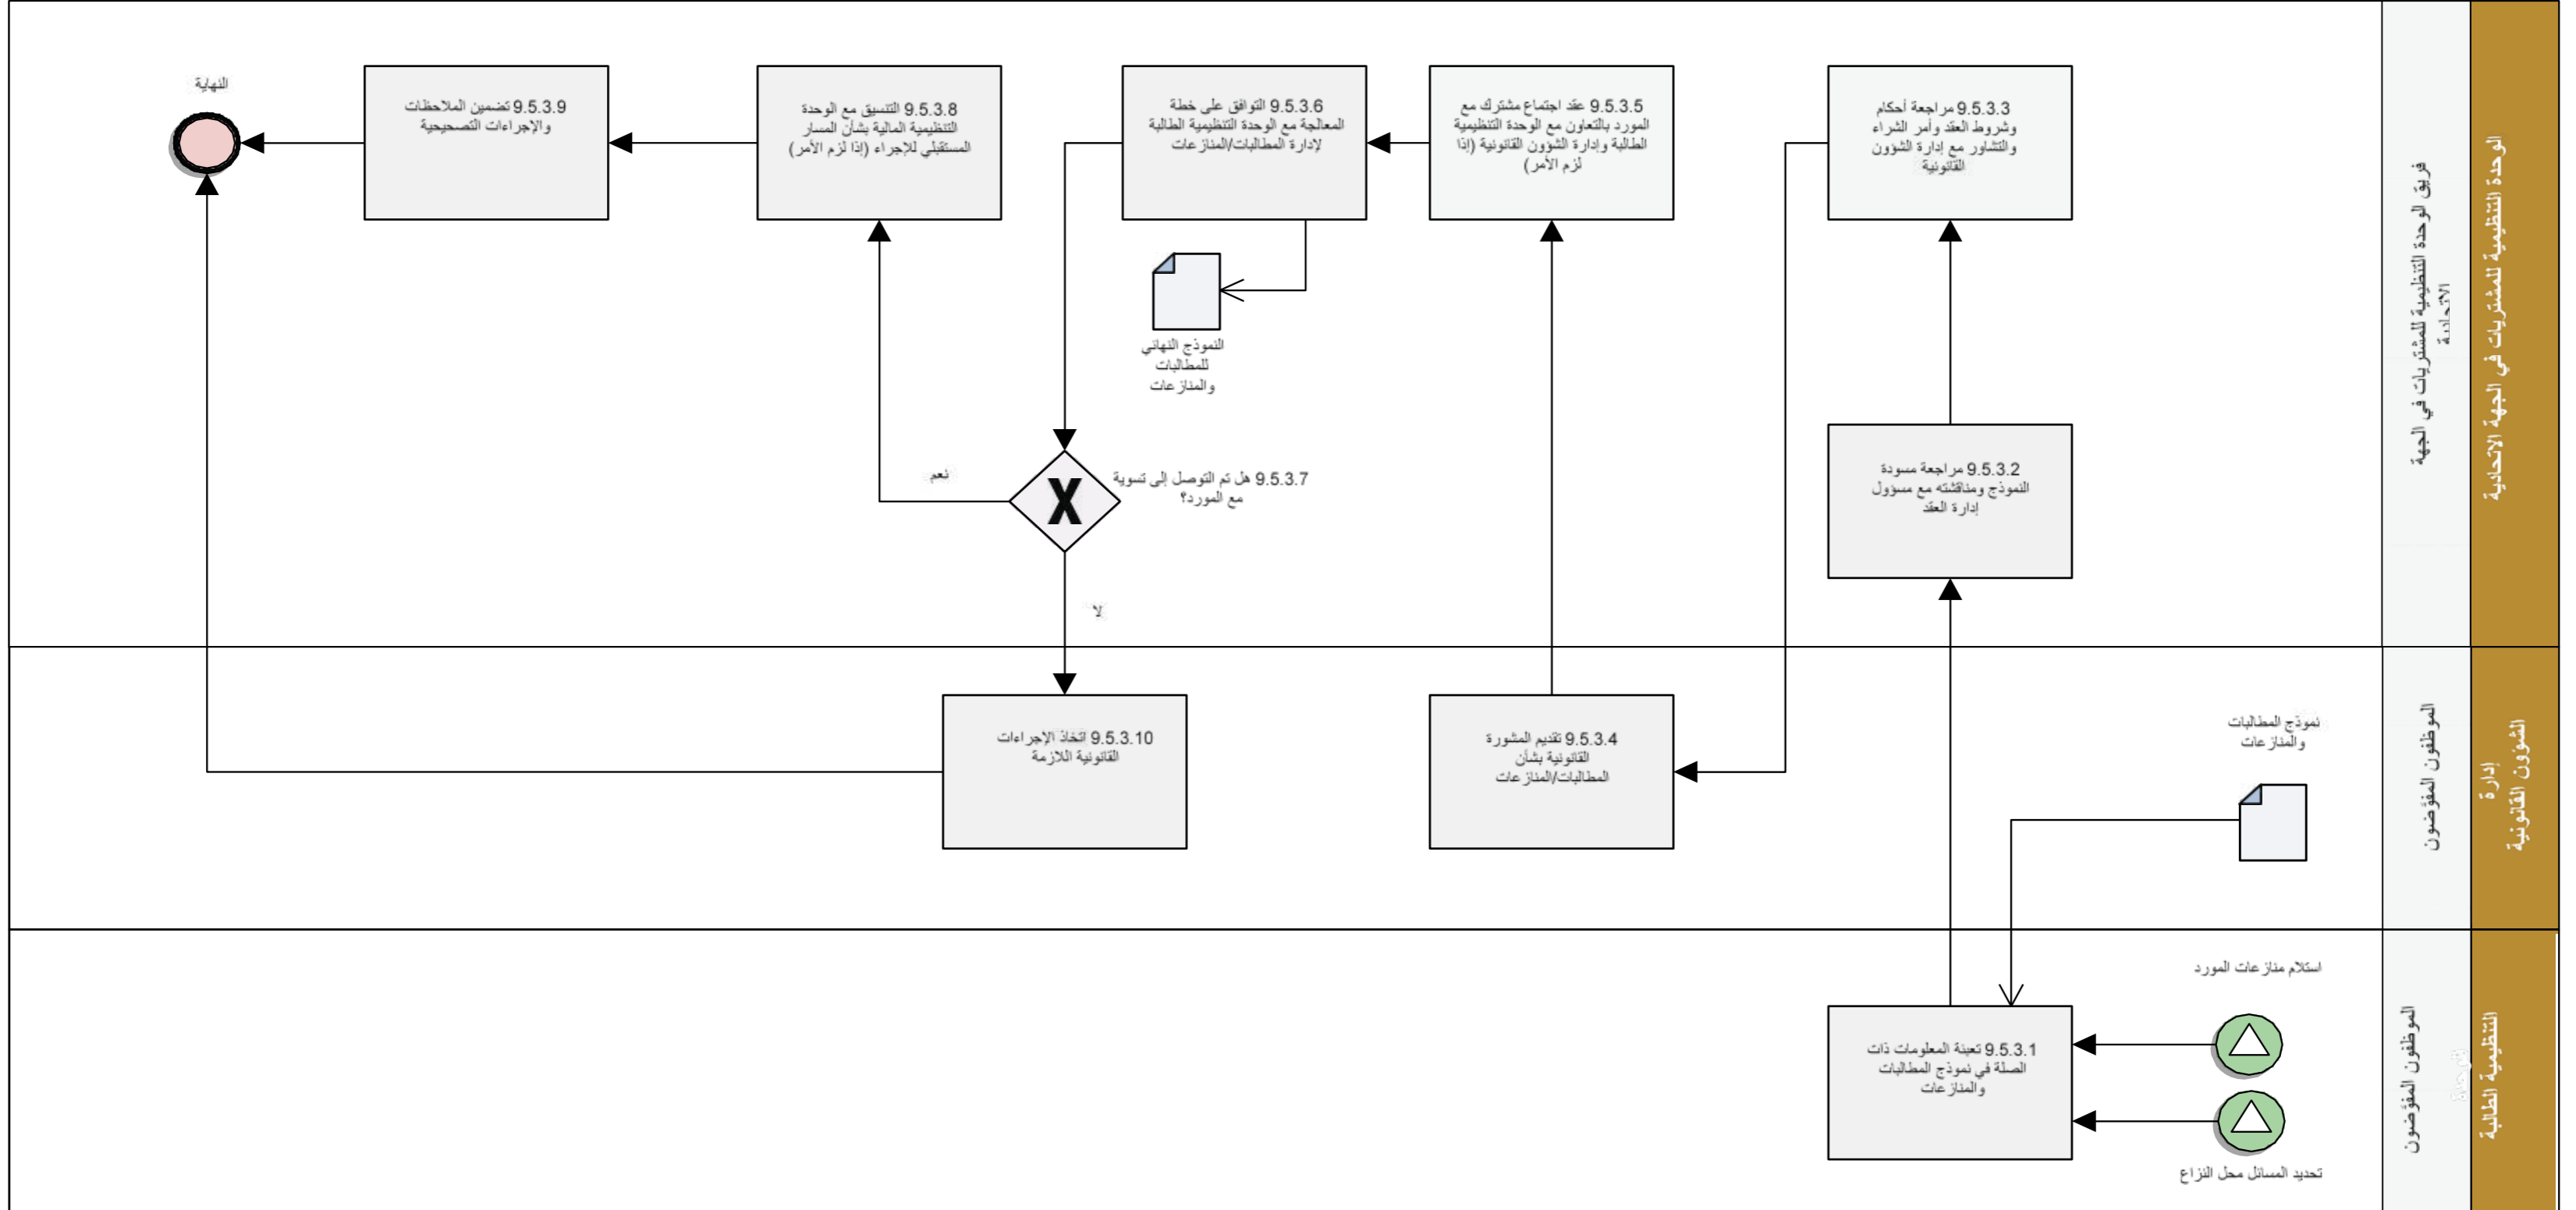 الوحدة التنظيمية للمشتريات في الجهة الاتحادية
فريق الوحدة التنظيمية للمشتريات في الجهة
الاتحادية
9.5.3.3 مراجعة أحكام
وشروط العقد وأمر الشراء
والتشاور مع إدارة الشؤون
القانونية
9.5.3.5 عقد اجتماع مشترك مع
المورد بالتعاون مع الوحدة التنظيمية
الطالبة وإدارة الشؤون القانونية (إذا
لزم الأمر)
9.5.3.6 التوافق على خطة
المعالجة مع الوحدة التنظيمية الطالبة
لإدارة المطالبات/المنازعات
9.5.3.8 التنسيق مع الوحدة
التنظيمية المالية بشأن المسار
المستقبلي للإجراء (إذا لزم الأمر)
9.5.3.9 تضمين الملاحظات
والإجراءات التصحيحية
النهاية
النموذج النهائي
للمطالبات
والمنازعات
9.5.3.2 مراجعة مسودة
النموذج ومناقشته مع مسؤول
إدارة العقد
9.5.3.7 هل تم التوصل إلى تسوية
مع المورد؟
نعم
لا
إدارة
الشؤون القانونية
الموظفون المفوَّضون
نموذج المطالبات
والمنازعات
9.5.3.4 تقديم المشورة
القانونية بشأن
المطالبات/المنازعات
9.5.3.10 اتخاذ الإجراءات
القانونية اللازمة
التنظيمية الطالبة
الموظفون المفوَّضون
استلام منازعات المورد
9.5.3.1 تعبئة المعلومات ذات
الصلة في نموذج المطالبات
والمنازعات
تحديد المسائل محل النزاع